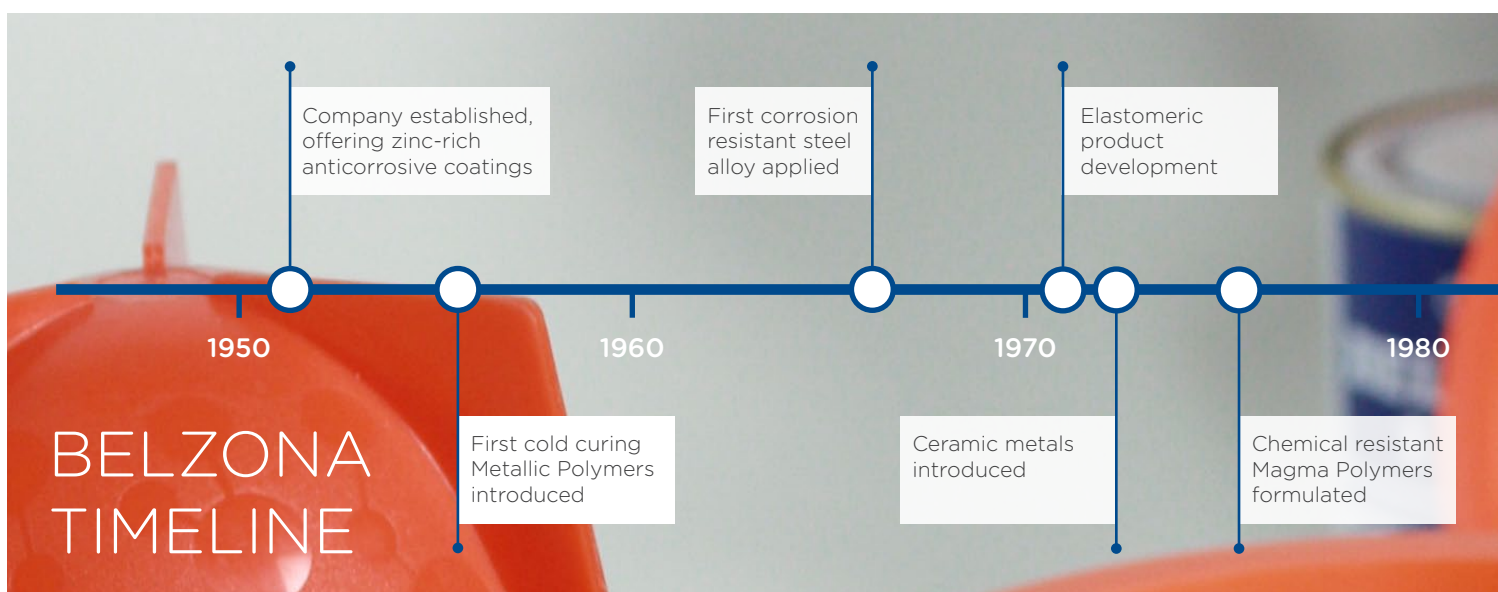 Company established,
offering zinc-rich
anticorrosive coatings
First corrosion
resistant steel
alloy applied
Elastomeric
product
development
1950
1960
1970
1980
BELZONA
TIMELINE
First cold curing
Metallic Polymers
introduced
Ceramic metals
introduced
Chemical resistant
Magma Polymers
formulated